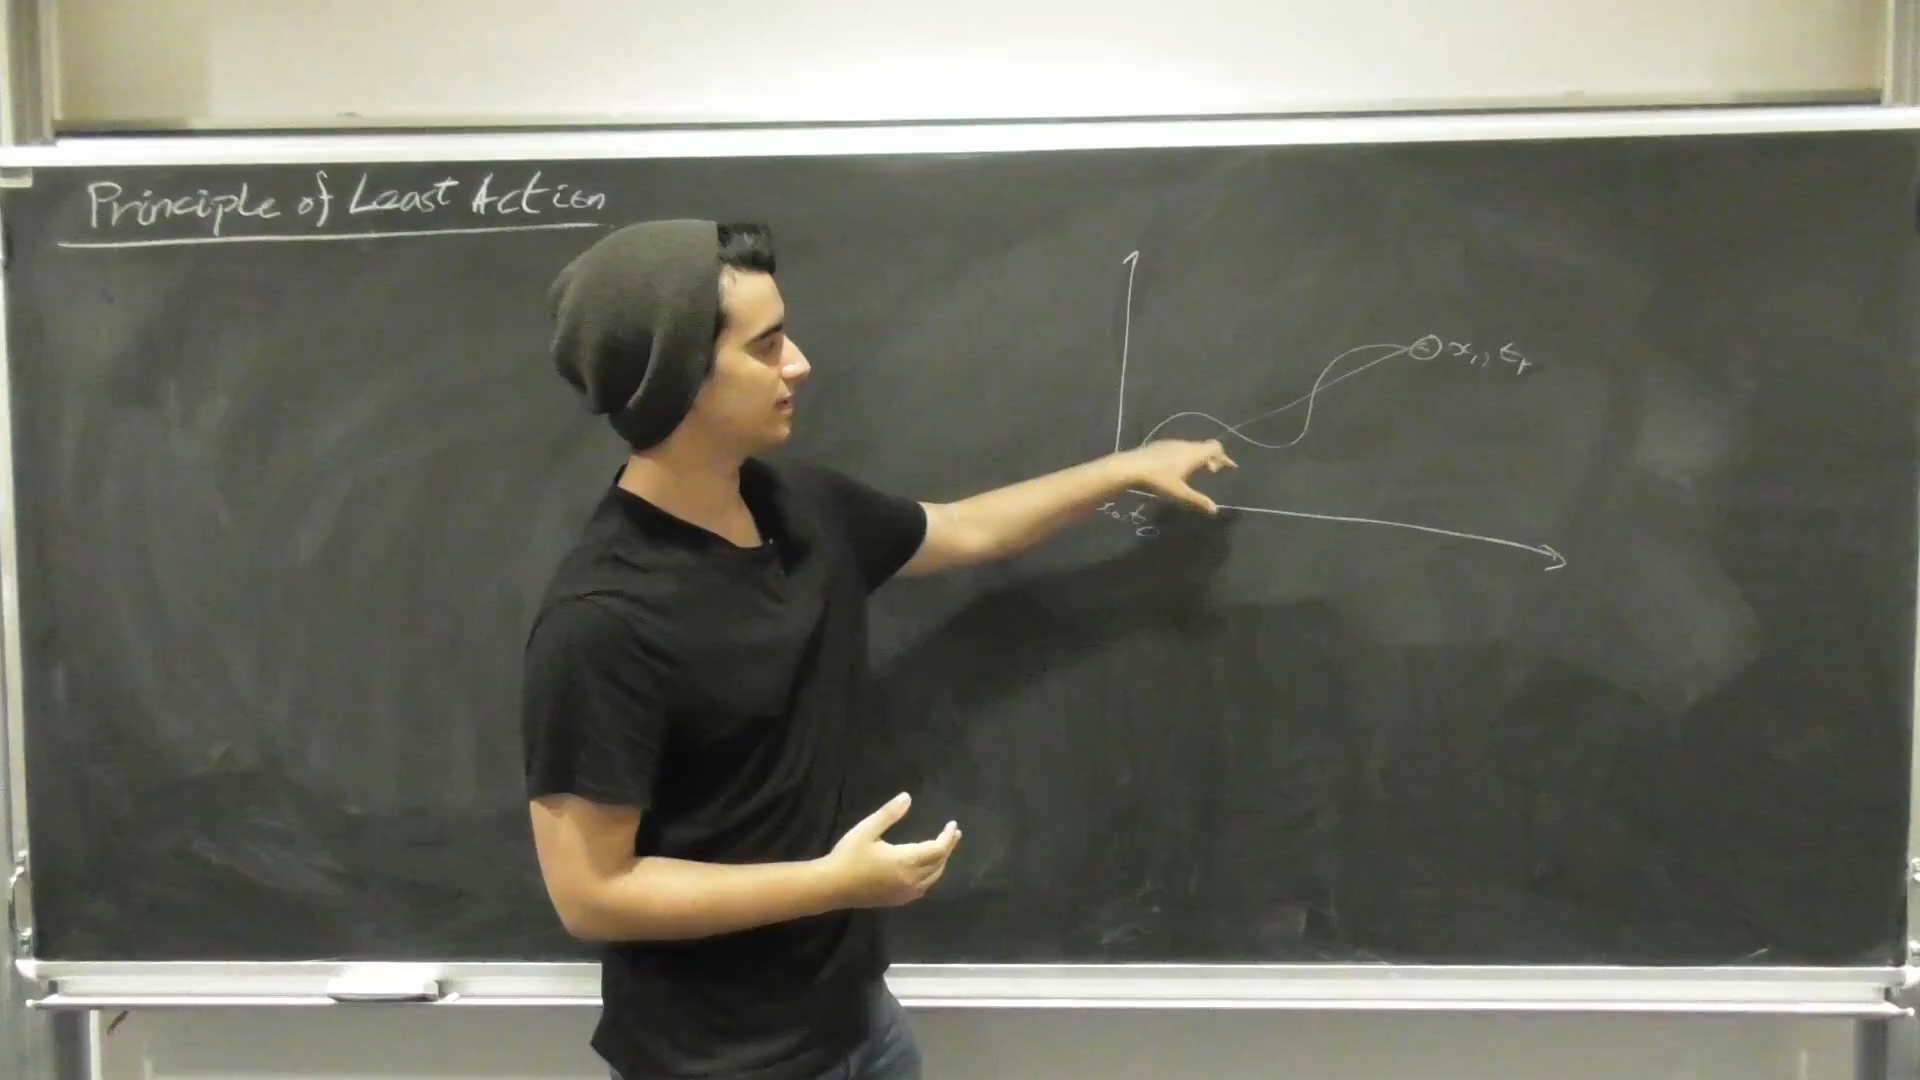 Principle of Least Action
x₁, t₁
x₀, t₀